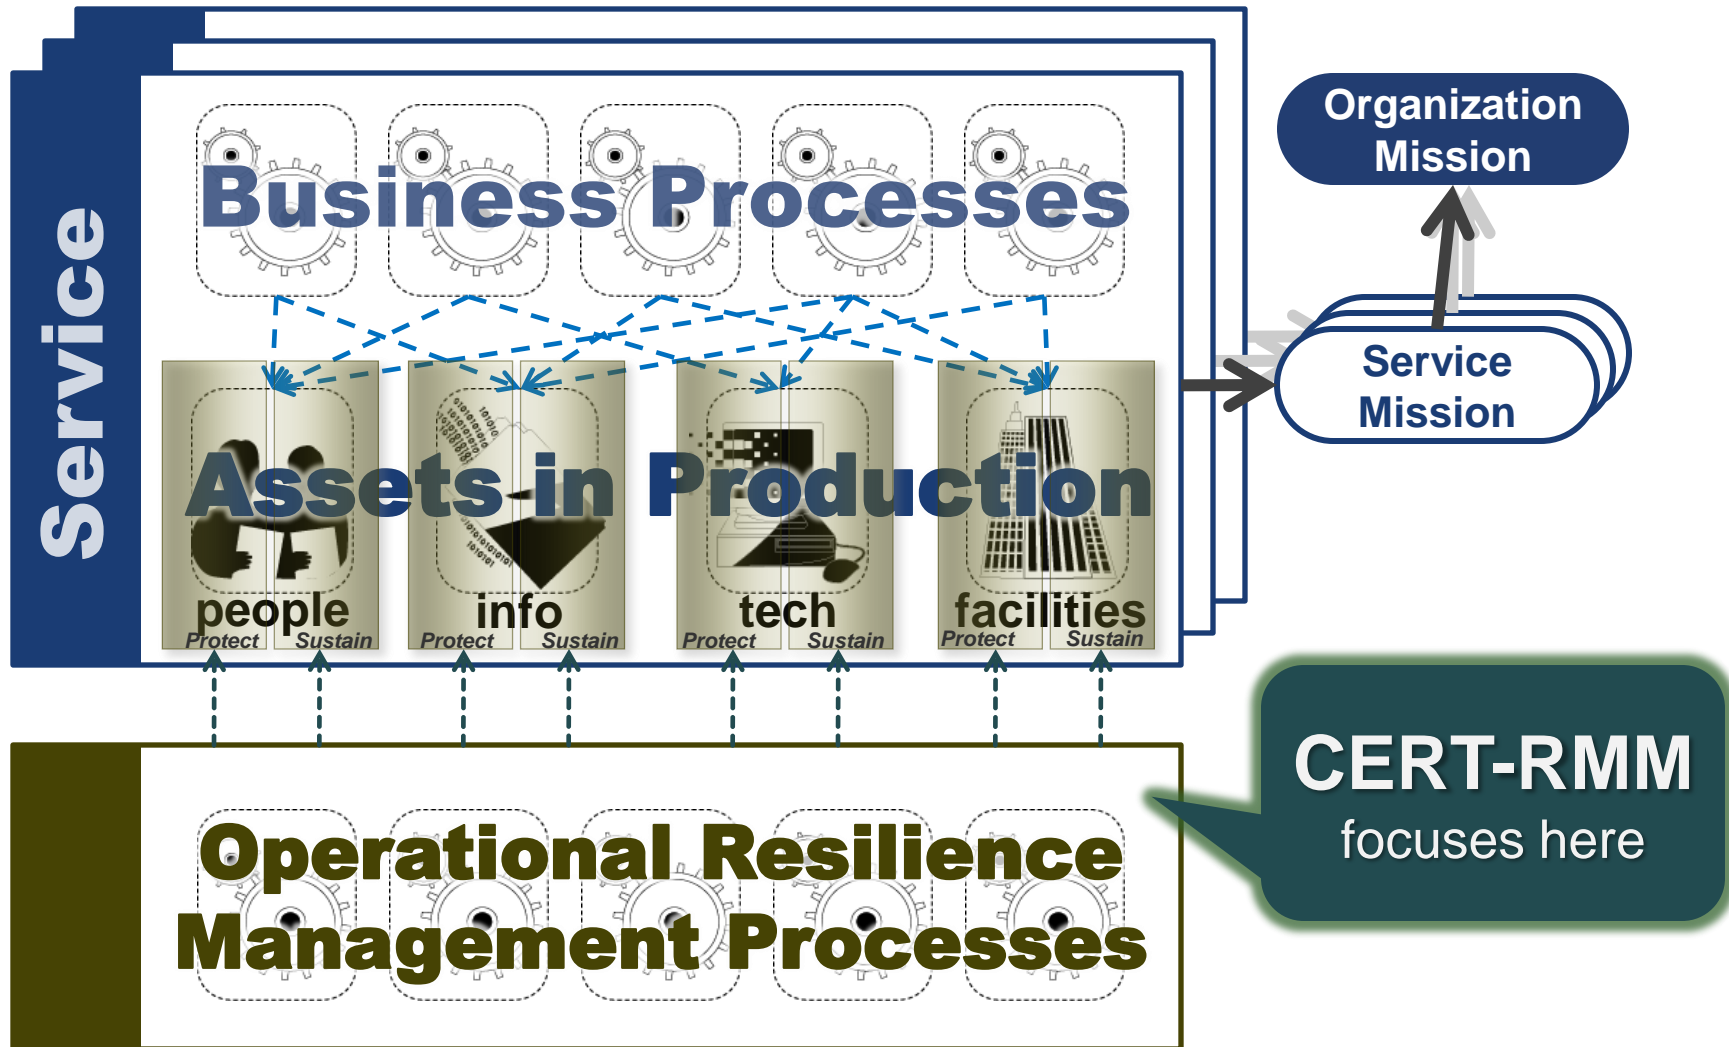 Service
Business Processes
Assets in Production
people
info
tech
facilities
Protect
Sustain
Protect
Sustain
Protect
Sustain
Protect
Sustain
Organization
Mission
Service
Mission
Operational Resilience
Management Processes
CERT-RMM
focuses here